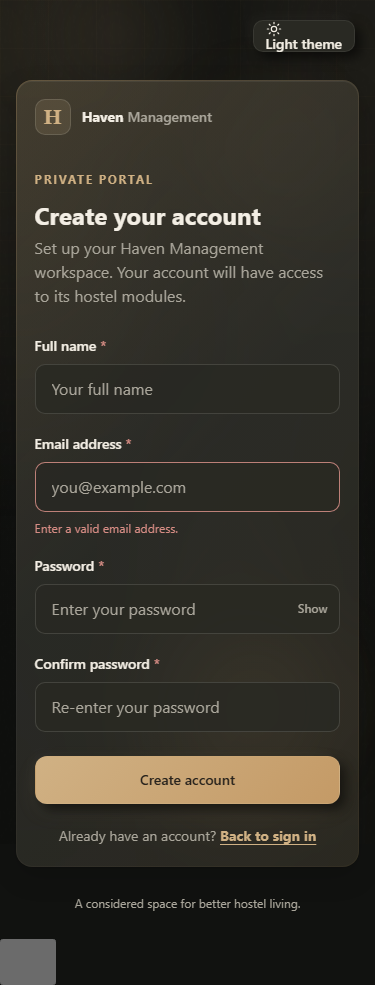 Light theme
H
Haven Management
PRIVATE PORTAL
Create your account
Set up your Haven Management
workspace. Your account will have access
to its hostel modules.
Full name *
Your full name
Email address *
you@example.com
Enter a valid email address.
Password *
Enter your password
Show
Confirm password *
Re-enter your password
Create account
Already have an account? Back to sign in
A considered space for better hostel living.